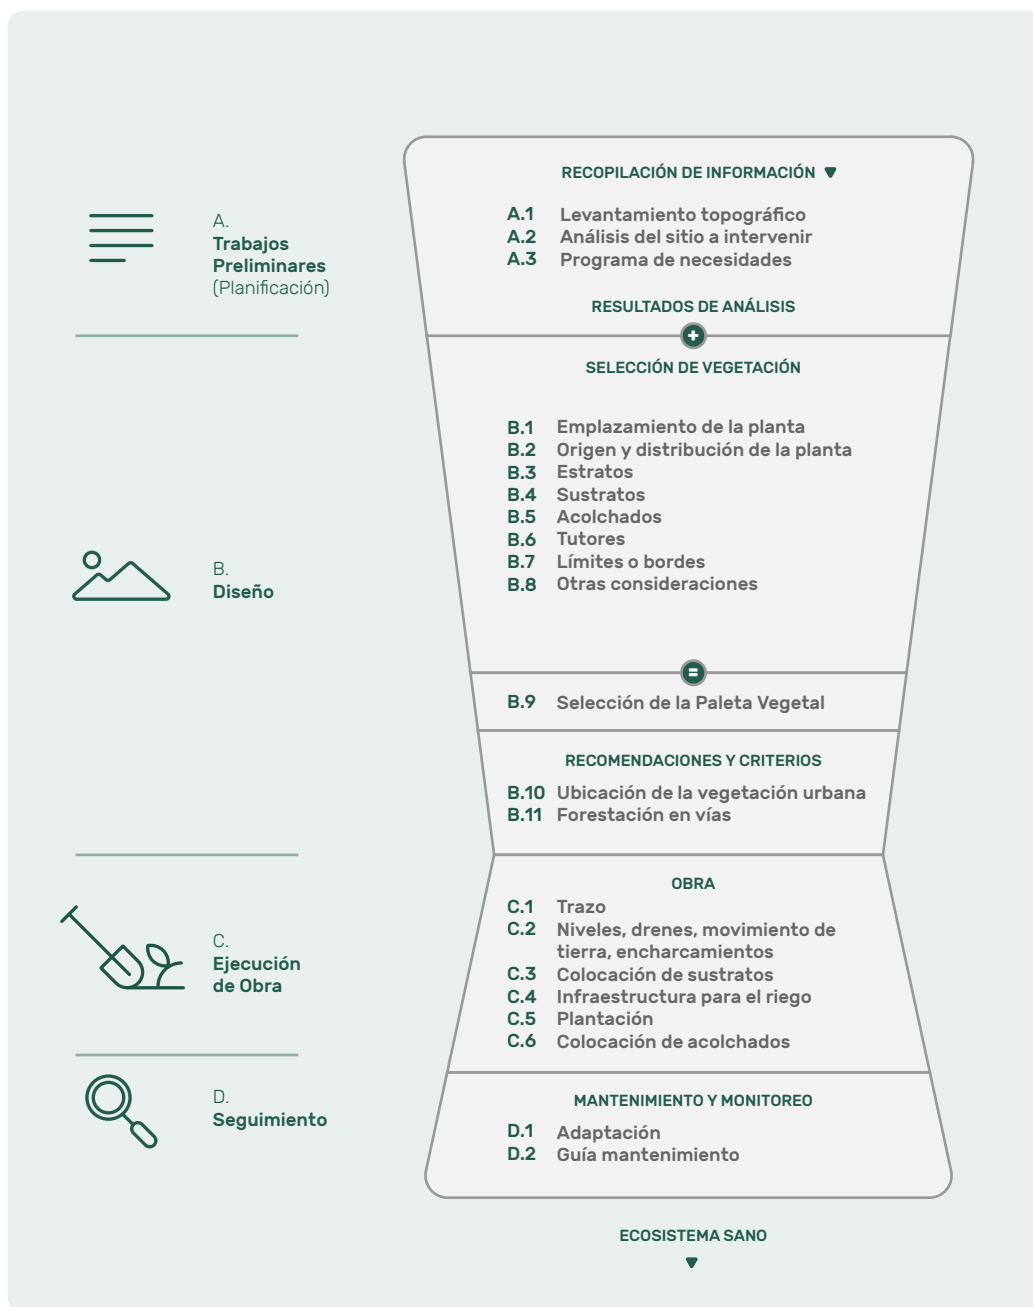 RECOPILACIÓN DE INFORMACIÓN
A.
Trabajos
Preliminares
(Planificación)
A.1 Levantamiento topográfico
A.2 Análisis del sitio a intervenir
A.3 Programa de necesidades
RESULTADOS DE ANÁLISIS
+
SELECCIÓN DE VEGETACIÓN
B.
Diseño
B.1 Emplazamiento de la planta
B.2 Origen y distribución de la planta
B.3 Estratos
B.4 Sustratos
B.5 Acolchados
B.6 Tutores
B.7 Límites o bordes
B.8 Otras consideraciones
=
B.9 Selección de la Paleta Vegetal
RECOMENDACIONES Y CRITERIOS
B.10 Ubicación de la vegetación urbana
B.11 Forestación en vías
C.
Ejecución
de Obra
OBRA
C.1 Trazo
C.2 Niveles, drenes, movimiento de
tierra, encharcamientos
C.3 Colocación de sustratos
C.4 Infraestructura para el riego
C.5 Plantación
C.6 Colocación de acolchados
D.
Seguimiento
MANTENIMIENTO Y MONITOREO
D.1 Adaptación
D.2 Guía mantenimiento
ECOSISTEMA SANO